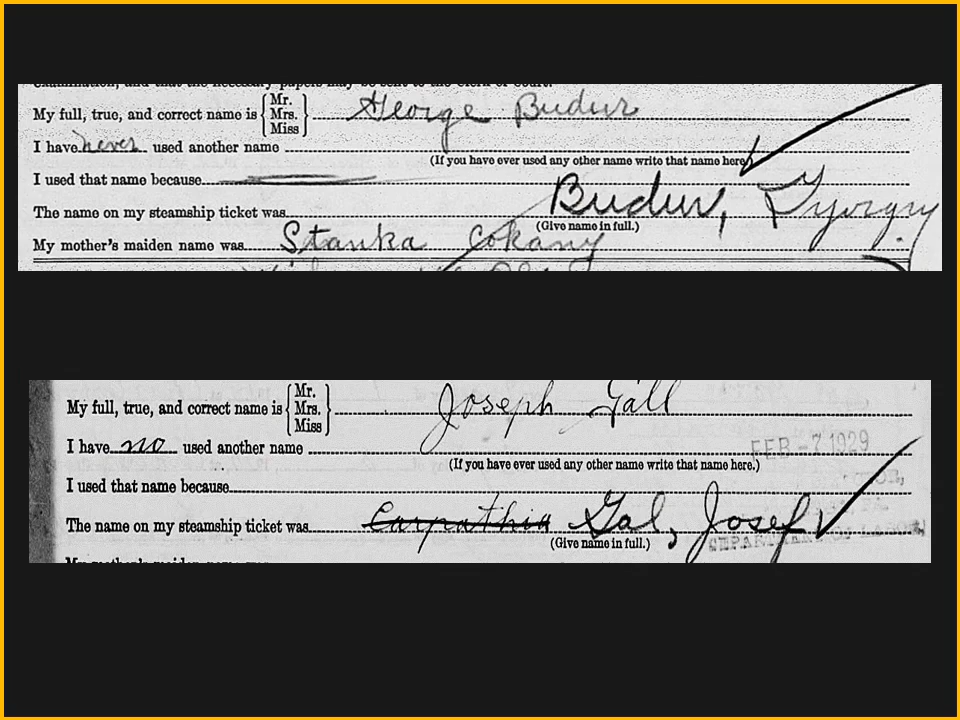 My full, true, and correct name is { Mr. Mrs. Miss } George Budur
I have never used another name
(If you have ever used any other name write that name here.)
I used that name because
The name on my steamship ticket was Budur, Gyorgy
(Give name in full.)
My mother's maiden name was Stanka Cokany
My full, true, and correct name is { Mr. Mrs. Miss } Joseph Gall
I have no used another name
FEB -7 1929
(If you have ever used any other name write that name here.)
I used that name because
The name on my steamship ticket was Carpathia Gal, Josef
(Give name in full.)